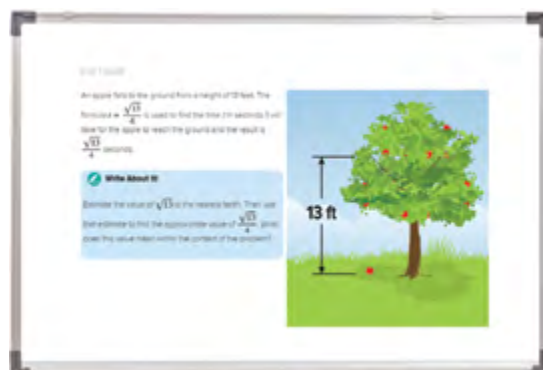 An apple falls to the ground from a height of 13 feet. The
formula t = √13/4 is used to find the time t in seconds it will
take for the apple to reach the ground and the result is
√13/4 seconds.
Write About It!
Estimate the value of √13 to the nearest tenth. Then use
that estimate to find the approximate value of √13/4.
does this value mean within the context of the problem?
13 ft